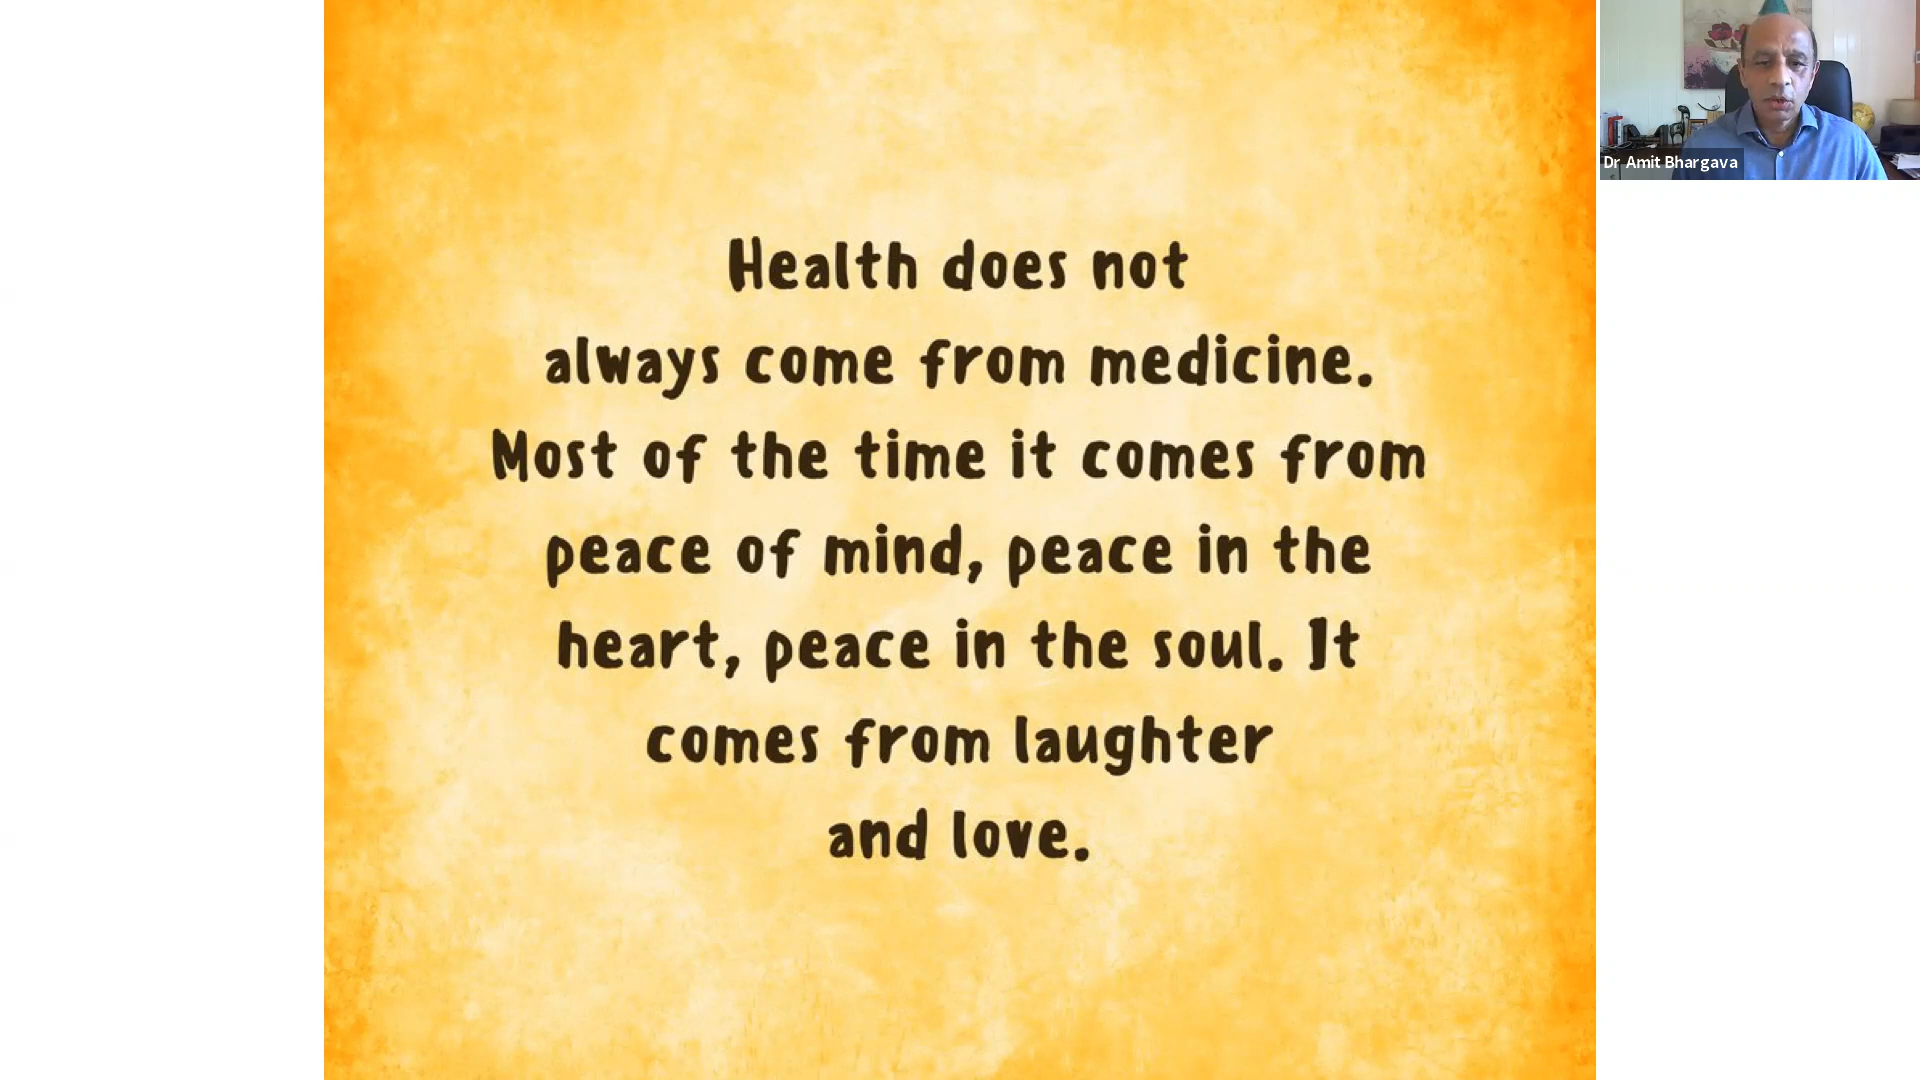 Health does not
always come from medicine.
Most of the time it comes from
peace of mind, peace in the
heart, peace in the soul. It
comes from laughter
and love.
Dr Amit Bhargava